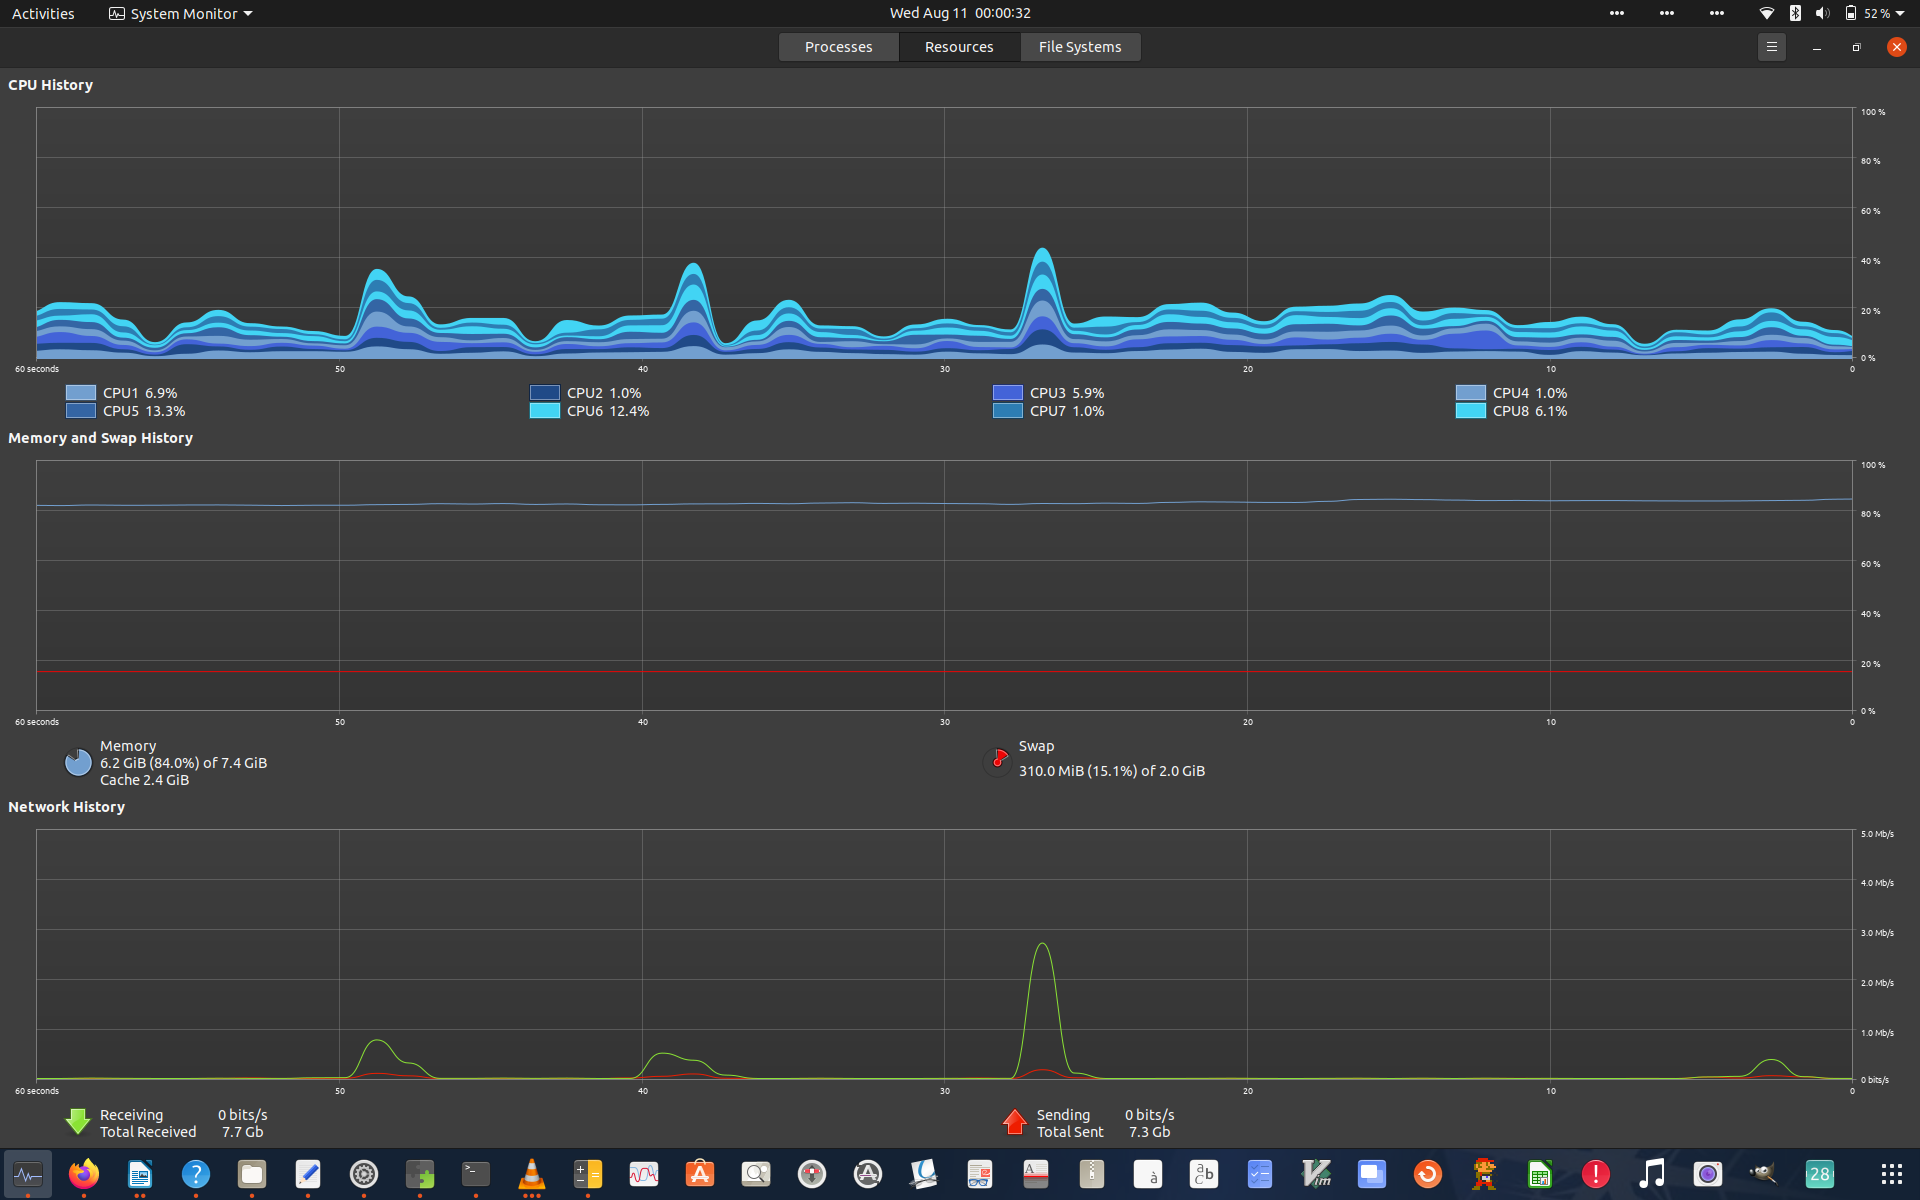 Activities
System Monitor
Wed Aug 11 00:00:32
52 %
Processes
Resources
File Systems
CPU History
100 %
80 %
60 %
40 %
20 %
0 %
60 seconds
50
40
30
20
10
0
CPU1 6.9%
CPU2 1.0%
CPU3 5.9%
CPU4 1.0%
CPU5 13.3%
CPU6 12.4%
CPU7 1.0%
CPU8 6.1%
Memory and Swap History
100 %
80 %
60 %
40 %
20 %
0 %
60 seconds
50
40
30
20
10
0
Memory
6.2 GiB (84.0%) of 7.4 GiB
Cache 2.4 GiB
Swap
310.0 MiB (15.1%) of 2.0 GiB
Network History
5.0 Mb/s
4.0 Mb/s
3.0 Mb/s
2.0 Mb/s
1.0 Mb/s
0 bits/s
60 seconds
50
40
30
20
10
0
Receiving 0 bits/s
Total Received 7.7 Gb
Sending 0 bits/s
Total Sent 7.3 Gb
?
>_
à
a b c
Vim
!
28